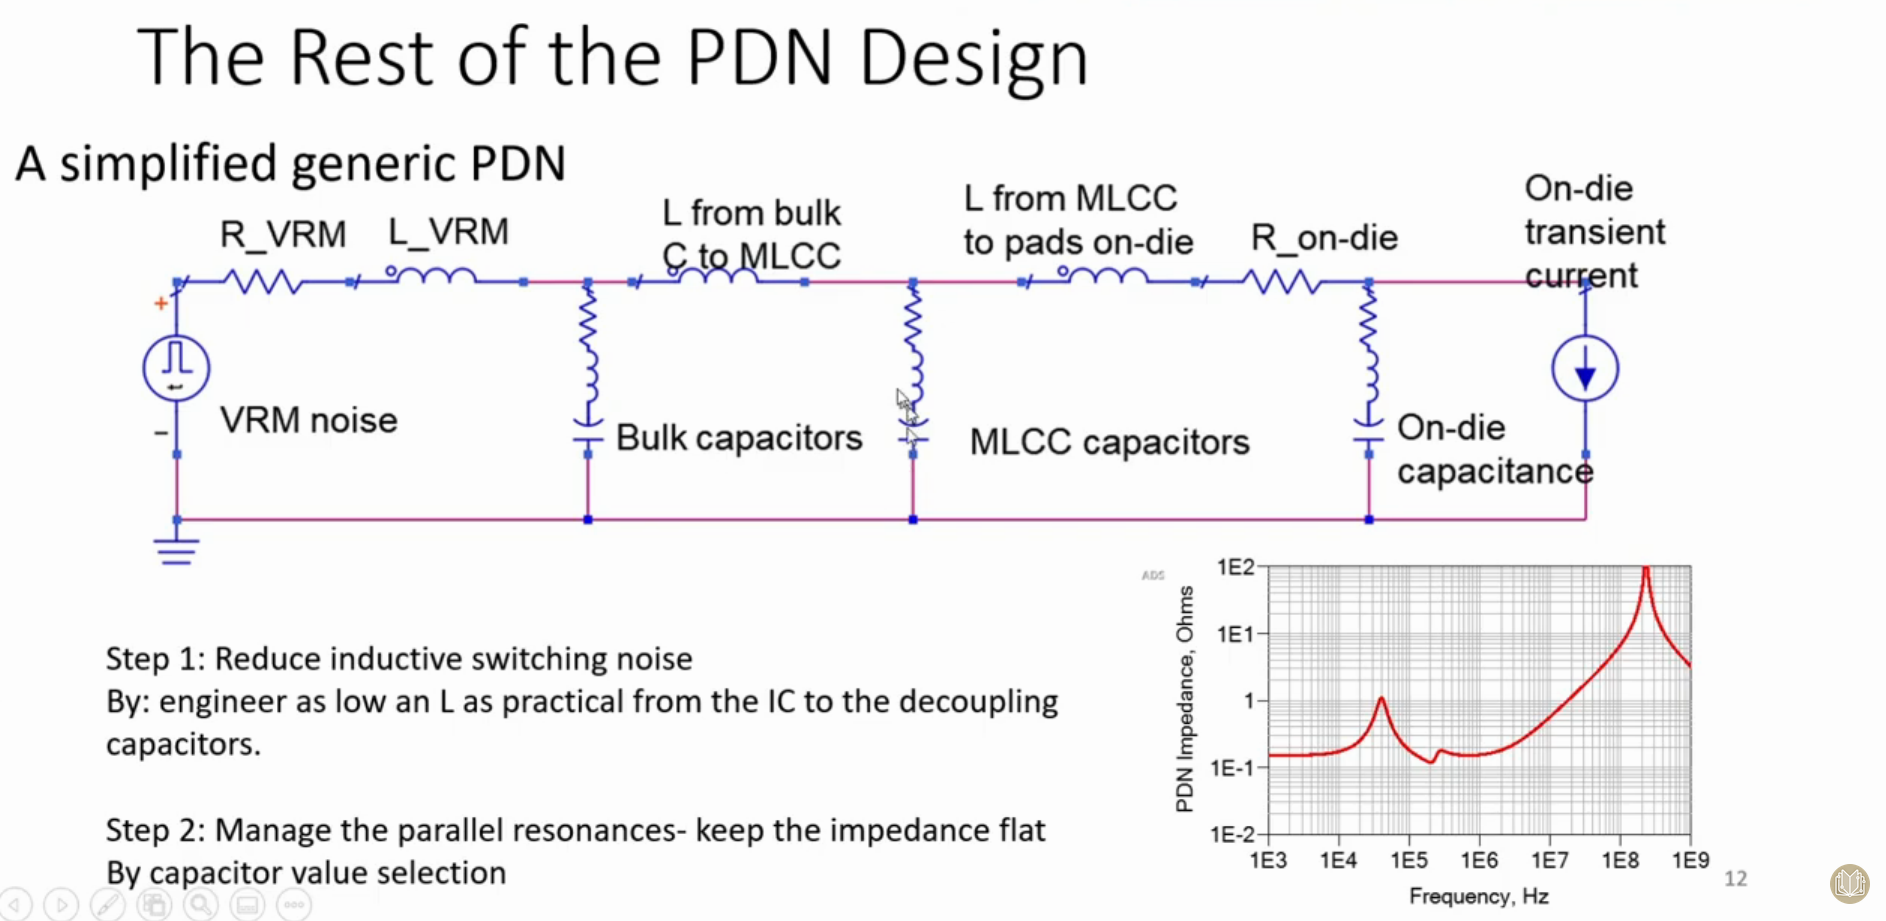 The Rest of the PDN Design
A simplified generic PDN
R_VRM
L_VRM
L from bulk
C to MLCC
L from MLCC
to pads on-die
R_on-die
On-die
transient
current
+
t
−
VRM noise
Bulk capacitors
MLCC capacitors
On-die
capacitance
Step 1: Reduce inductive switching noise
By: engineer as low an L as practical from the IC to the decoupling
capacitors.
Step 2: Manage the parallel resonances- keep the impedance flat
By capacitor value selection
ADS
PDN Impedance, Ohms
1E2
1E1
1
1E-1
1E-2
1E3 1E4 1E5 1E6 1E7 1E8 1E9
Frequency, Hz
12